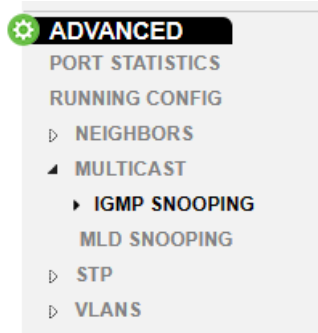 ADVANCED
PORT STATISTICS
RUNNING CONFIG
NEIGHBORS
MULTICAST
IGMP SNOOPING
MLD SNOOPING
STP
VLANS